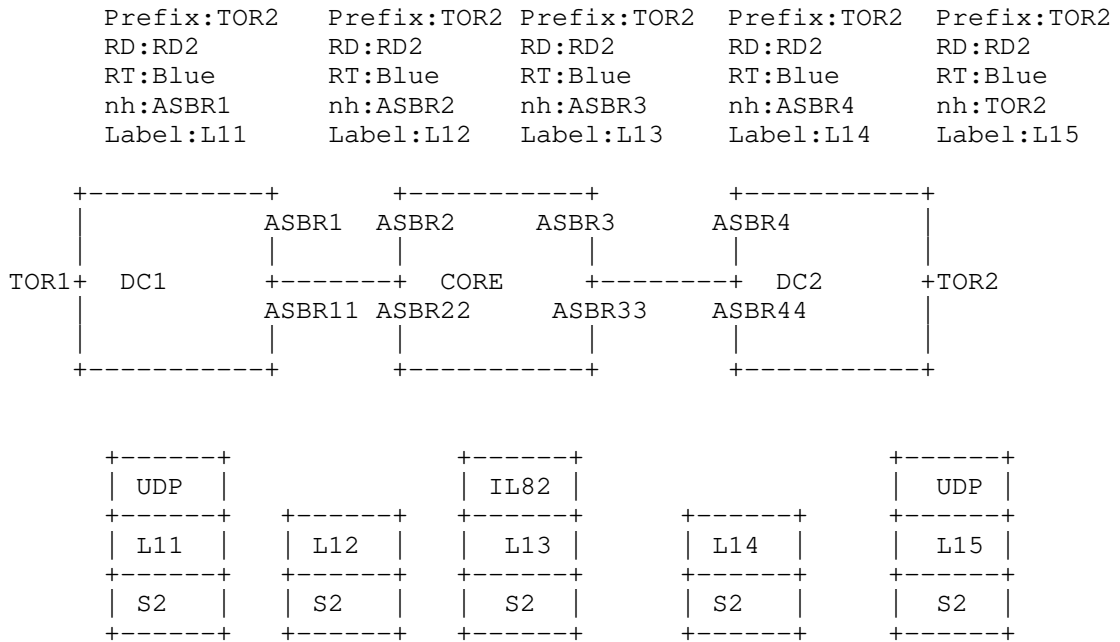 Prefix:TOR2 Prefix:TOR2 Prefix:TOR2 Prefix:TOR2 Prefix:TOR2
RD:RD2 RD:RD2 RD:RD2 RD:RD2 RD:RD2
RT:Blue RT:Blue RT:Blue RT:Blue RT:Blue
nh:ASBR1 nh:ASBR2 nh:ASBR3 nh:ASBR4 nh:TOR2
Label:L11 Label:L12 Label:L13 Label:L14 Label:L15
ASBR1 ASBR2 ASBR3 ASBR4
TOR1 DC1 CORE DC2 TOR2
ASBR11 ASBR22 ASBR33 ASBR44
UDP IL82 UDP
L11 L12 L13 L14 L15
S2 S2 S2 S2 S2